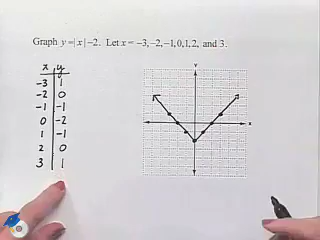 Graph y=|x|−2. Let x = −3,−2,−1,0,1,2, and 3.
x y
-3 1
-2 0
-1 -1
0 -2
1 -1
2 0
3 1
y
x